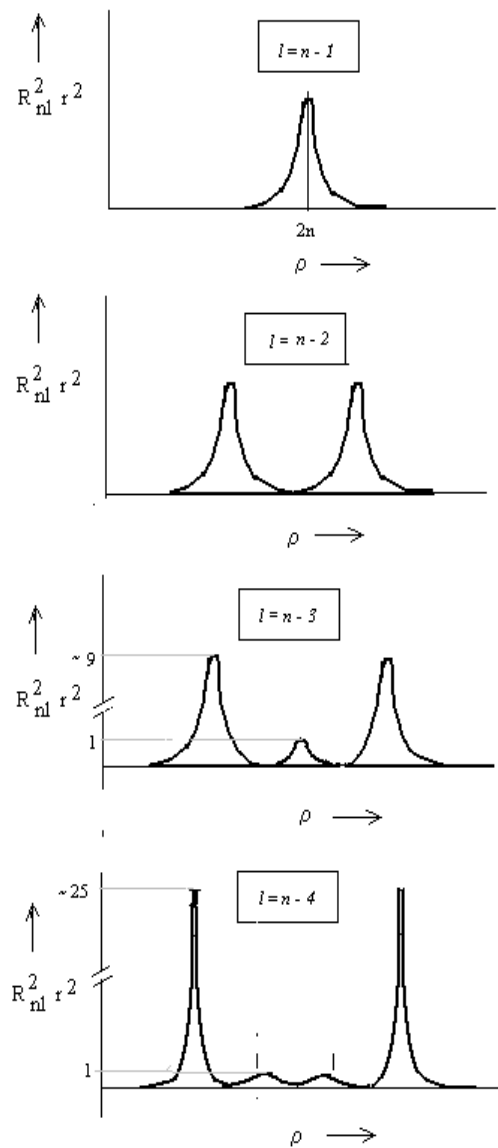 l = n - 1
R²ₙₗ r²
2n
ρ
l = n - 2
R²ₙₗ r²
ρ
l = n - 3
~ 9
R²ₙₗ r²
1
ρ
l = n - 4
~ 25
R²ₙₗ r²
1
ρ